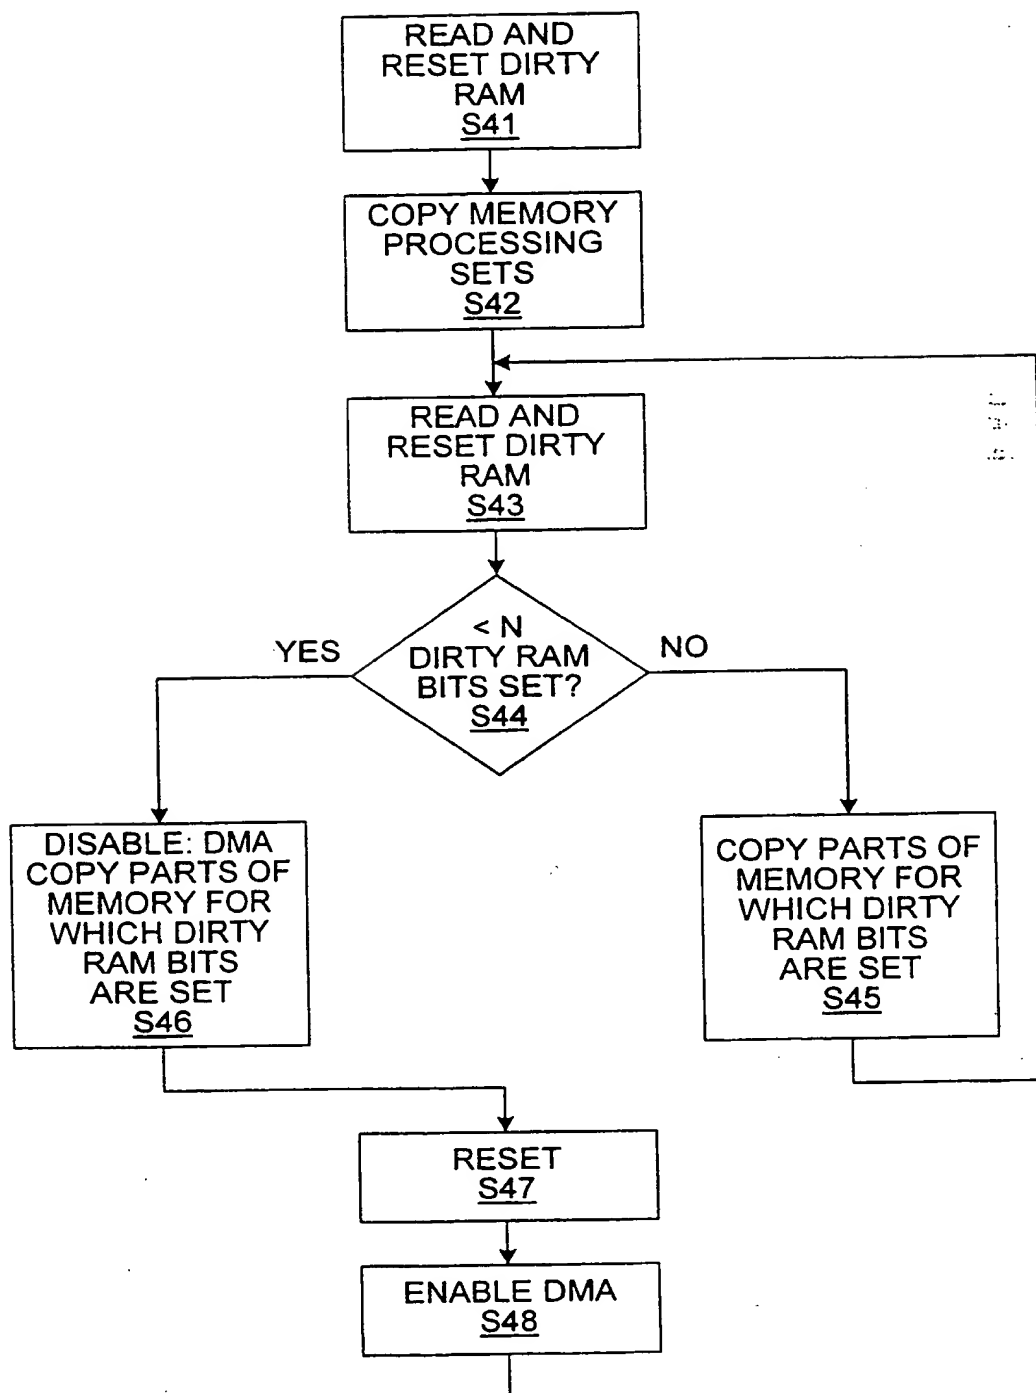 READ AND
RESET DIRTY
RAM
S41
COPY MEMORY
PROCESSING
SETS
S42
READ AND
RESET DIRTY
RAM
S43
< N
DIRTY RAM
BITS SET?
S44
YES
NO
DISABLE: DMA
COPY PARTS OF
MEMORY FOR
WHICH DIRTY
RAM BITS
ARE SET
S46
COPY PARTS OF
MEMORY FOR
WHICH DIRTY
RAM BITS
ARE SET
S45
RESET
S47
ENABLE DMA
S48